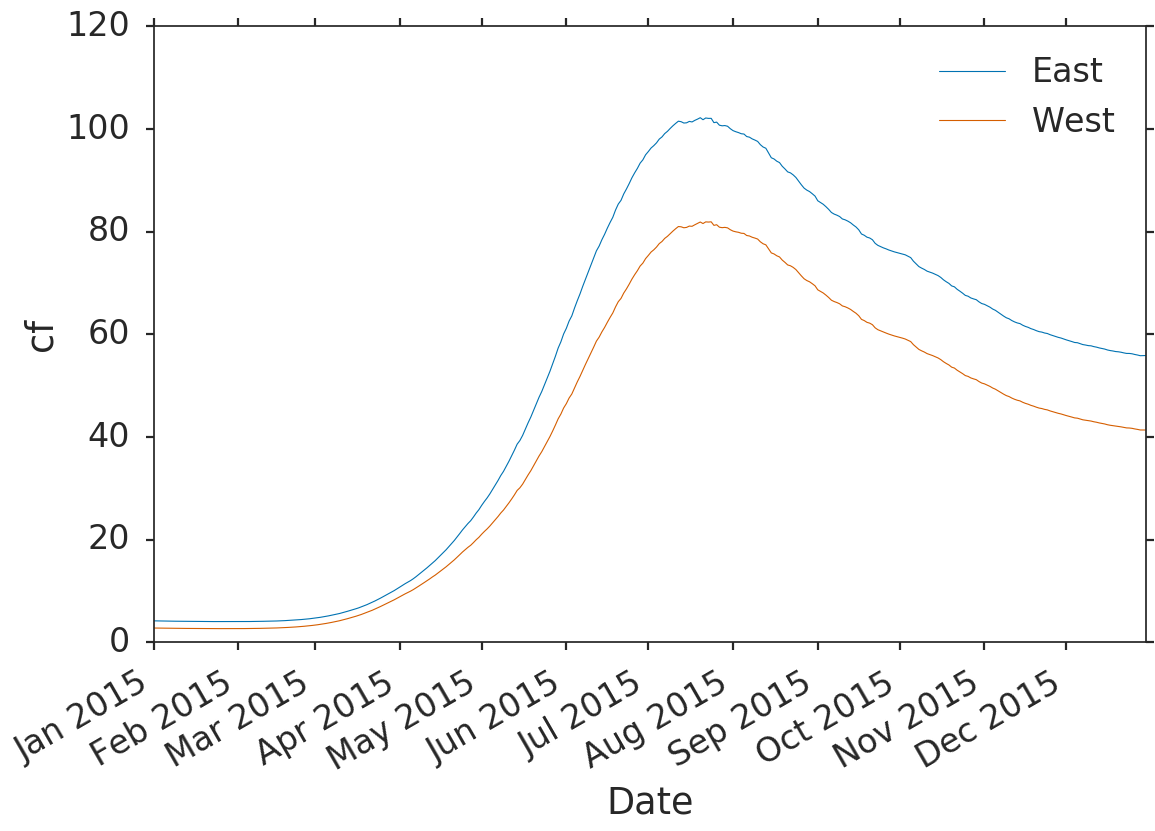 120
100
80
60
40
20
0
cf
East
West
Jan 2015
Feb 2015
Mar 2015
Apr 2015
May 2015
Jun 2015
Jul 2015
Aug 2015
Sep 2015
Oct 2015
Nov 2015
Dec 2015
Date